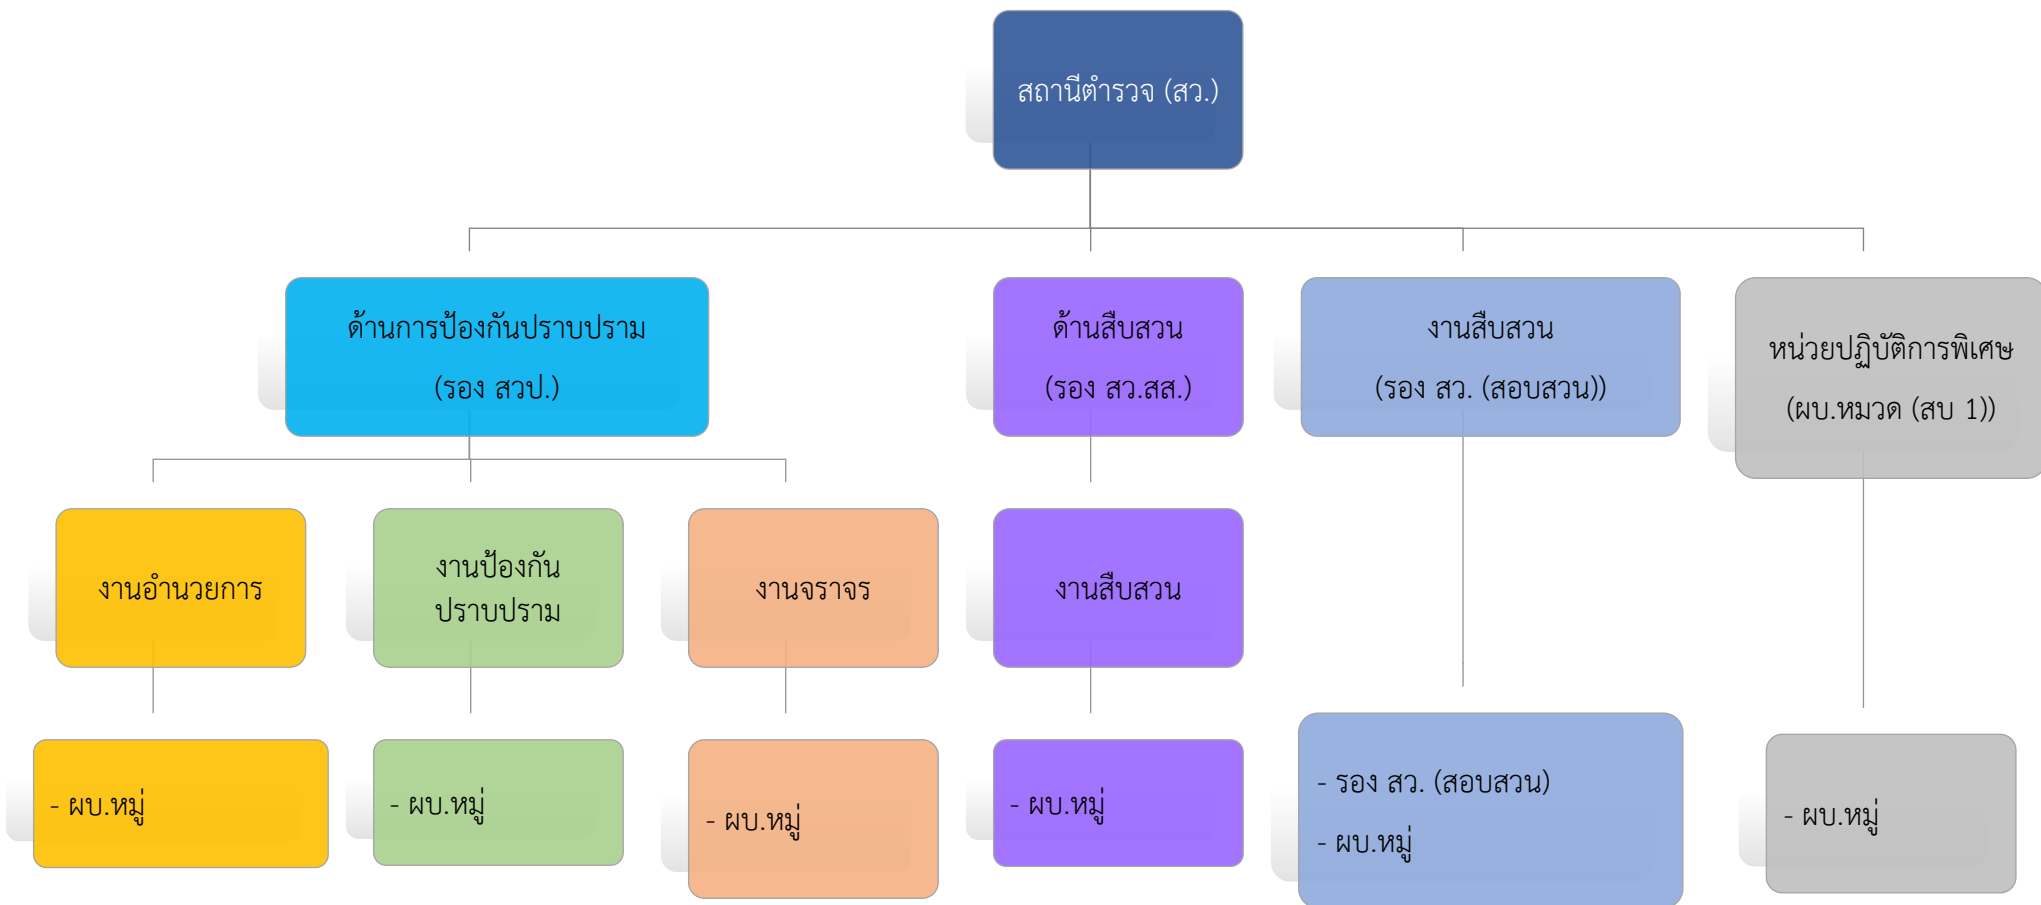 สถานีตำรวจ (สว.)
ด้านการป้องกันปราบปราม
(รอง สวป.)
ด้านสืบสวน
(รอง สว.สส.)
งานสืบสวน
(รอง สว. (สอบสวน))
หน่วยปฏิบัติการพิเศษ
(ผบ.หมวด (สบ 1))
งานอำนวยการ
งานป้องกัน
ปราบปราม
งานจราจร
งานสืบสวน
- ผบ.หมู่
- ผบ.หมู่
- ผบ.หมู่
- ผบ.หมู่
- รอง สว. (สอบสวน)
- ผบ.หมู่
- ผบ.หมู่